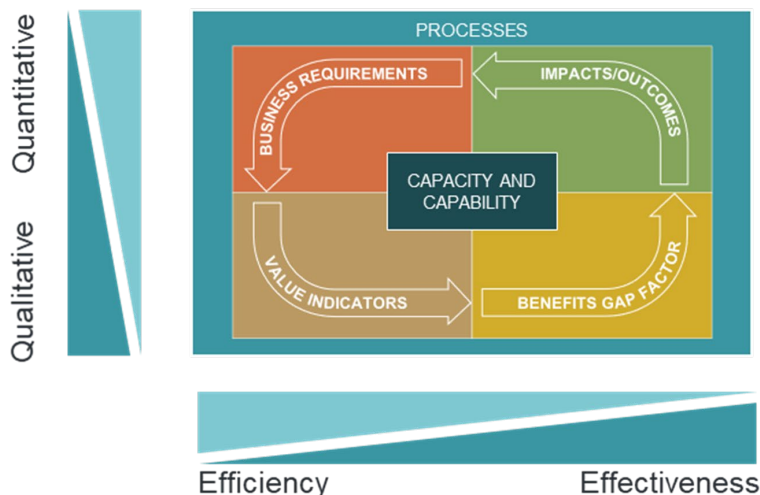 PROCESSES
Quantitative
Qualitative
BUSINESS REQUIREMENTS
IMPACTS/OUTCOMES
CAPACITY AND
CAPABILITY
VALUE INDICATORS
BENEFITS GAP FACTOR
Efficiency
Effectiveness